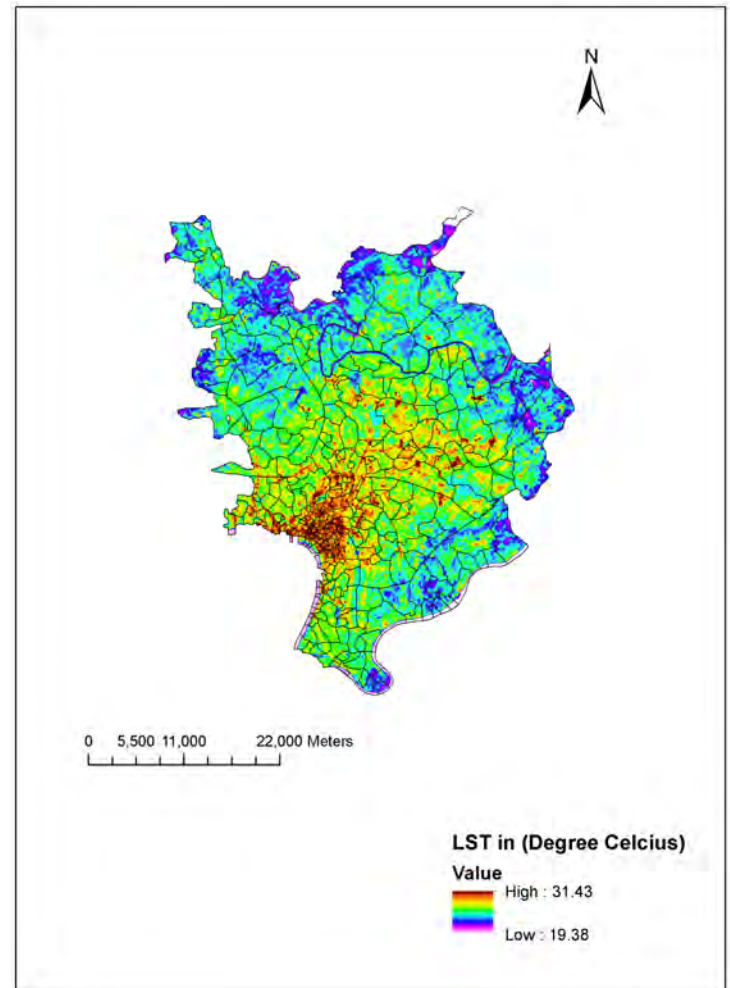 N
0 5,500 11,000 22,000 Meters
LST in (Degree Celcius)
Value
High : 31.43
Low : 19.38